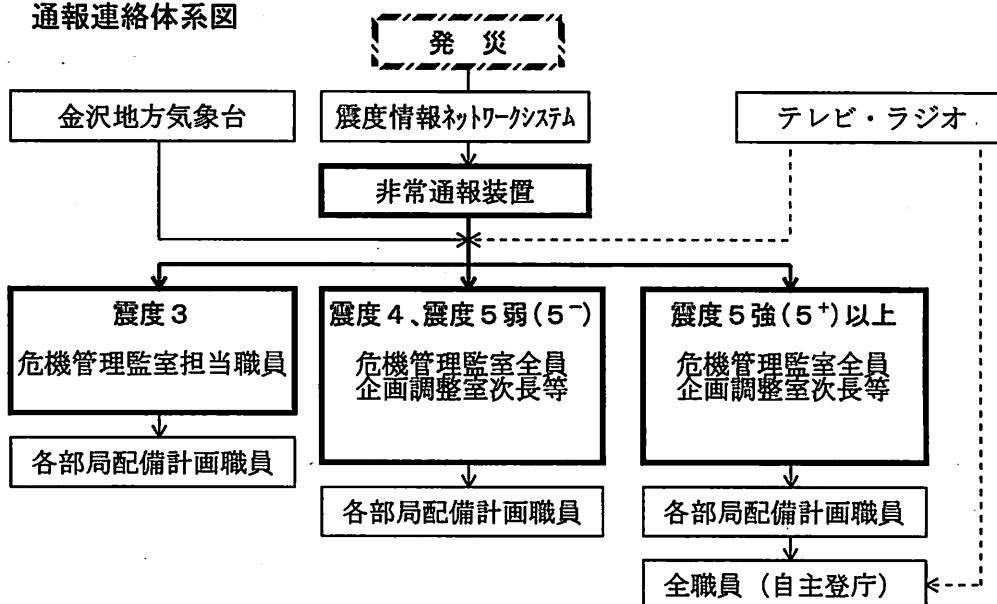 通報連絡体系図
発 災
金沢地方気象台
震度情報ネットワークシステム
テレビ・ラジオ
非常通報装置
震度3
危機管理監室担当職員
各部局配備計画職員
震度4、震度5弱(5⁻)
危機管理監室全員
企画調整室次長等
各部局配備計画職員
震度5強(5⁺)以上
危機管理監室全員
企画調整室次長等
各部局配備計画職員
全職員(自主登庁)